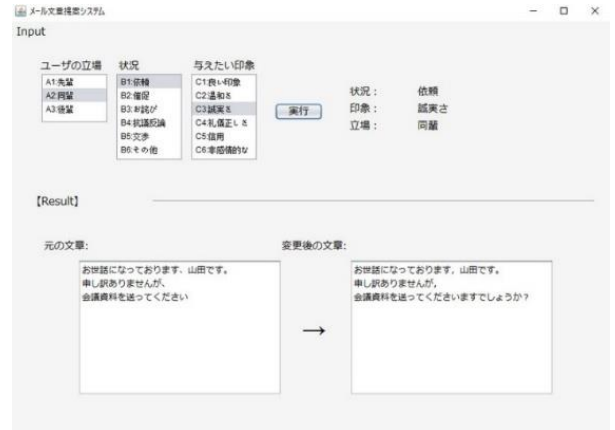 メール文章提案システム
Input
ユーザの立場
A1:先輩
A2:同輩
A3:後輩
状況
B1:依頼
B2:催促
B3:お詫び
B4:抗議反論
B5:交渉
B6:その他
与えたい印象
C1:良い印象
C2:温和さ
C3:誠実さ
C4:礼儀正しさ
C5:信用
C6:非感情的な
実行
状況： 依頼
印象： 誠実さ
立場： 同輩
【Result】
元の文章:
お世話になっております、山田です。
申し訳ありませんが、
会議資料を送ってください
→
変更後の文章:
お世話になっております，山田です。
申し訳ありませんが，
会議資料を送ってくださいますでしょうか？